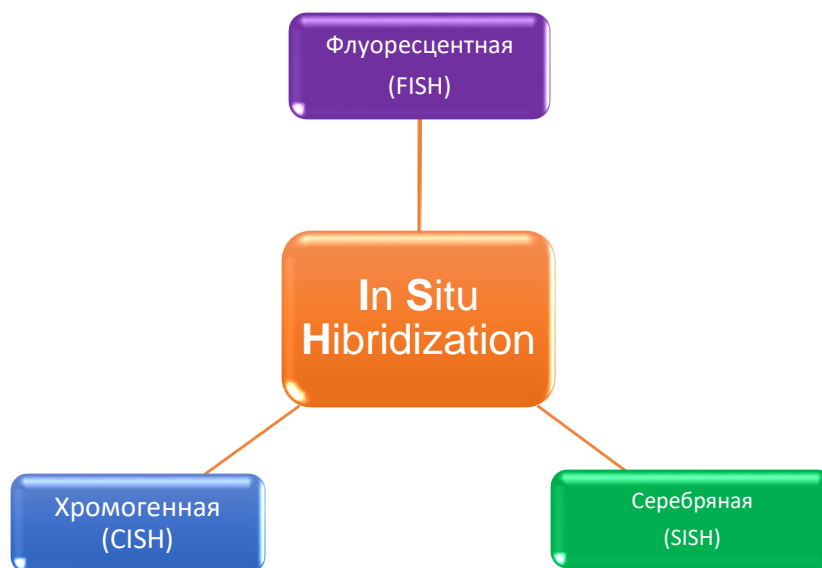 Флуоресцентная
(FISH)
In Situ
Hibridization
Хромогенная
(CISH)
Серебряная
(SISH)